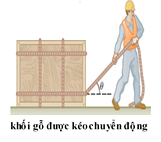 θ
khối gỗ được kéo chuyển động